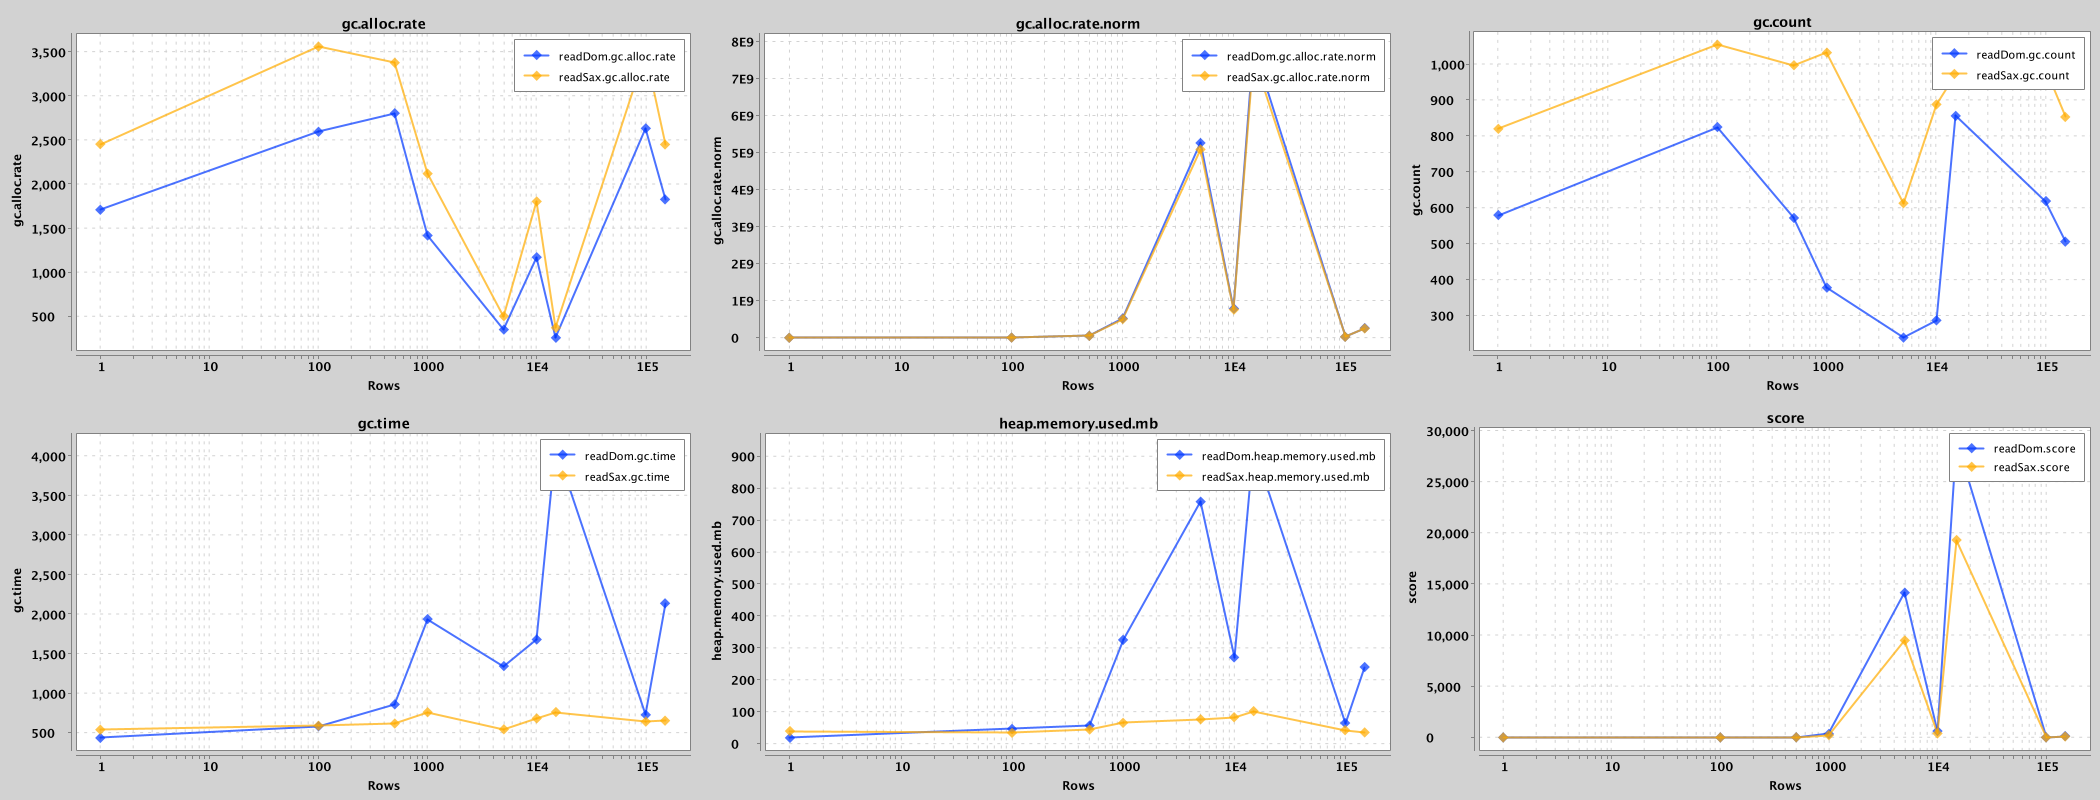 gc.alloc.rate
3,500
3,000
2,500
2,000
1,500
1,000
500
gc.alloc.rate
readDom.gc.alloc.rate
readSax.gc.alloc.rate
1 10 100 1000 1E4 1E5
Rows
gc.alloc.rate.norm
8E9
7E9
6E9
5E9
4E9
3E9
2E9
1E9
0
gc.alloc.rate.norm
readDom.gc.alloc.rate.norm
readSax.gc.alloc.rate.norm
1 10 100 1000 1E4 1E5
Rows
gc.count
1,000
900
800
700
600
500
400
300
gc.count
readDom.gc.count
readSax.gc.count
1 10 100 1000 1E4 1E5
Rows
gc.time
4,000
3,500
3,000
2,500
2,000
1,500
1,000
500
gc.time
readDom.gc.time
readSax.gc.time
1 10 100 1000 1E4 1E5
Rows
heap.memory.used.mb
900
800
700
600
500
400
300
200
100
0
heap.memory.used.mb
readDom.heap.memory.used.mb
readSax.heap.memory.used.mb
1 10 100 1000 1E4 1E5
Rows
score
30,000
25,000
20,000
15,000
10,000
5,000
0
score
readDom.score
readSax.score
1 10 100 1000 1E4 1E5
Rows